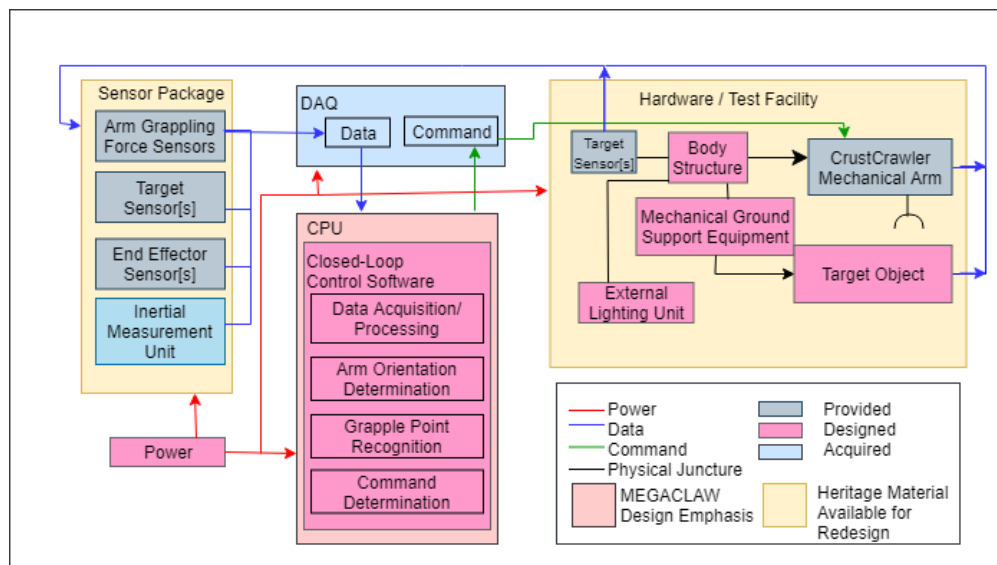 Sensor Package
Arm Grappling
Force Sensors
Target
Sensor[s]
End Effector
Sensor[s]
Inertial
Measurement
Unit
Power
DAQ
Data
Command
CPU
Closed-Loop
Control Software
Data Acquisition/
Processing
Arm Orientation
Determination
Grapple Point
Recognition
Command
Determination
Hardware / Test Facility
Target
Sensor[s]
Body
Structure
CrustCrawler
Mechanical Arm
Mechanical Ground
Support Equipment
Target Object
External
Lighting Unit
Power
Data
Command
Physical Juncture
Provided
Designed
Acquired
MEGACLAW
Design Emphasis
Heritage Material
Available for
Redesign